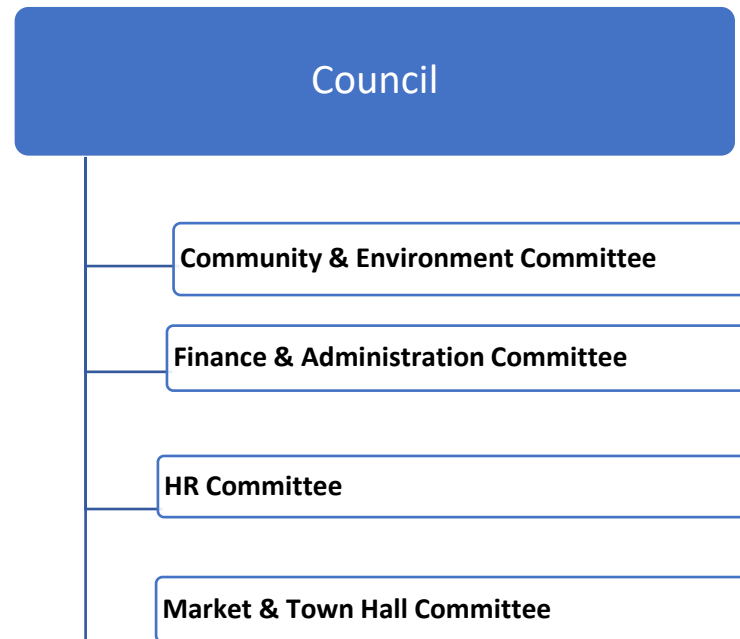 Council
Community & Environment Committee
Finance & Administration Committee
HR Committee
Market & Town Hall Committee